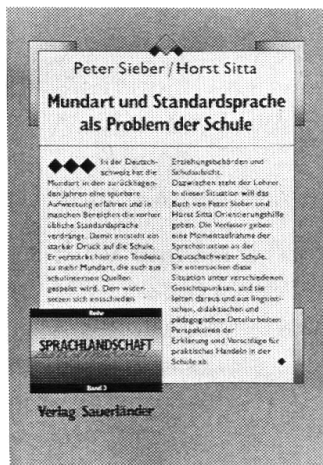 Peter Sieber/Horst Sitta
Mundart und Standardsprache
als Problem der Schule
In der Deutsch-
schweiz hat die
Mundart in den zurückliegen-
den Jahren eine spürbare
Aufwertung erfahren und in
manchen Bereichen die vorher
übliche Standardsprache
verdrängt. Damit entsteht ein
starker Druck auf die Schule.
Er verstärkt hier eine Tendenz
zu mehr Mundart, die sich aus
schulinternen Quellen
gespeist wird. Dem wider-
setzen sich entschieden
Erziehungsbehörden und
Schulaufsicht.
Dazwischen steht der Lehrer.
In dieser Situation will das
Buch von Peter Sieber und
Horst Sitta Orientierungshilfe
geben. Die Verfasser geben
eine Momentaufnahme der
Sprachsituation an der
Deutschschweizer Schule.
Sie untersuchen diese
Situation unter verschiedenen
Gesichtspunkten, und sie
leiten daraus und aus linguisti-
schen, didaktischen und
pädagogischen Detailarbeiten
Perspektiven der
Erklärung und Vorschläge für
praktisches Handeln in der
Schule ab.
Reihe
SPRACHLANDSCHAFT
Band 3
Verlag Sauerländer